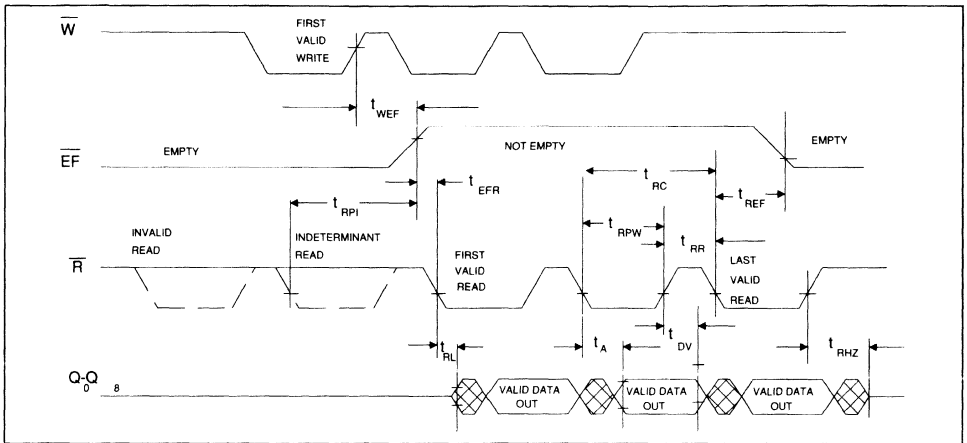 W
FIRST
VALID
WRITE
t WEF
EF
EMPTY
NOT EMPTY
EMPTY
t EFR
t RC
t REF
t RPI
t RPW
t RR
INVALID
READ
INDETERMINANT
READ
R
FIRST
VALID
READ
LAST
VALID
READ
t RL
t A
t DV
t RHZ
Q0-Q8
VALID DATA
OUT
VALID DATA
OUT
VALID DATA
OUT